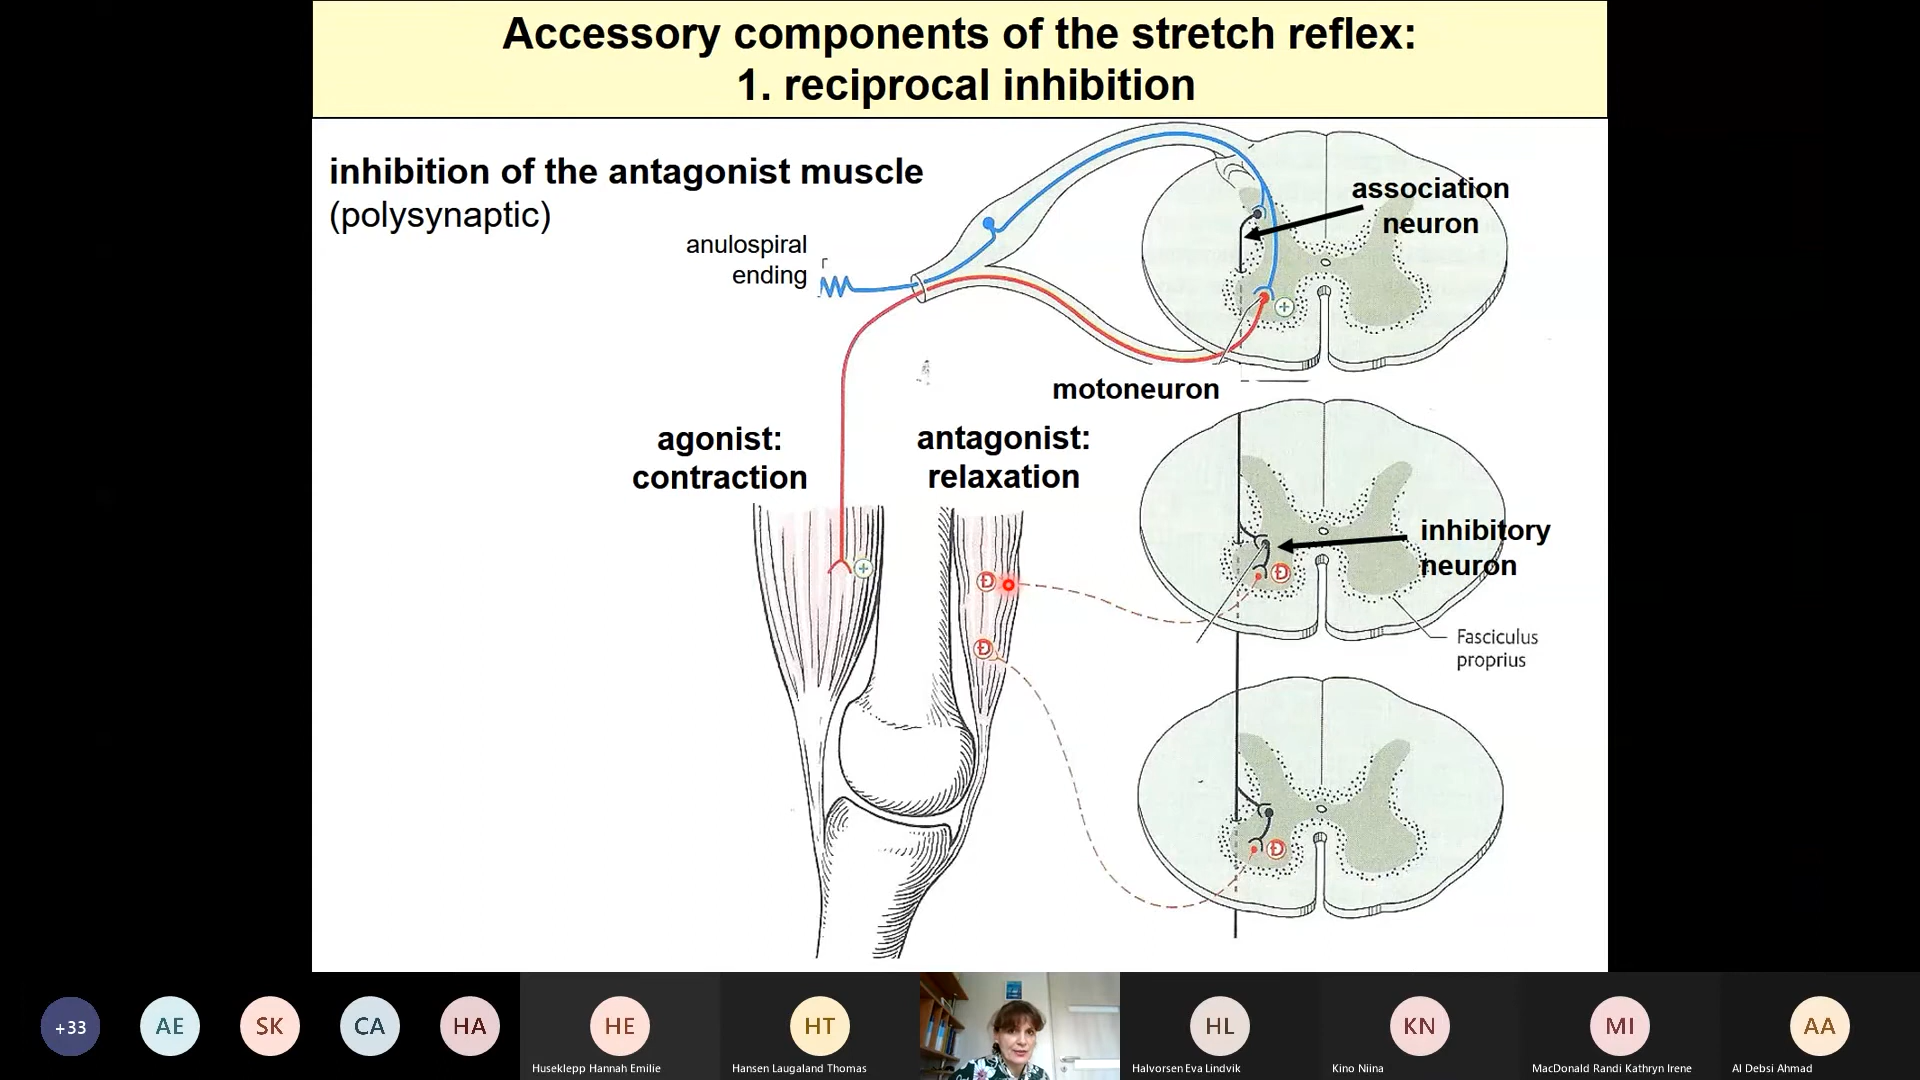 Accessory components of the stretch reflex:
1. reciprocal inhibition
inhibition of the antagonist muscle
(polysynaptic)
anulospiral
ending
association
neuron
motoneuron
agonist:
contraction
antagonist:
relaxation
inhibitory
neuron
Fasciculus
proprius
+33
AE
SK
CA
HA
HE
Huseklepp Hannah Emilie
HT
Hansen Laugaland Thomas
HL
Halvorsen Eva Lindvik
KN
Kino Niina
MI
MacDonald Randi Kathryn Irene
AA
Al Debsi Ahmad